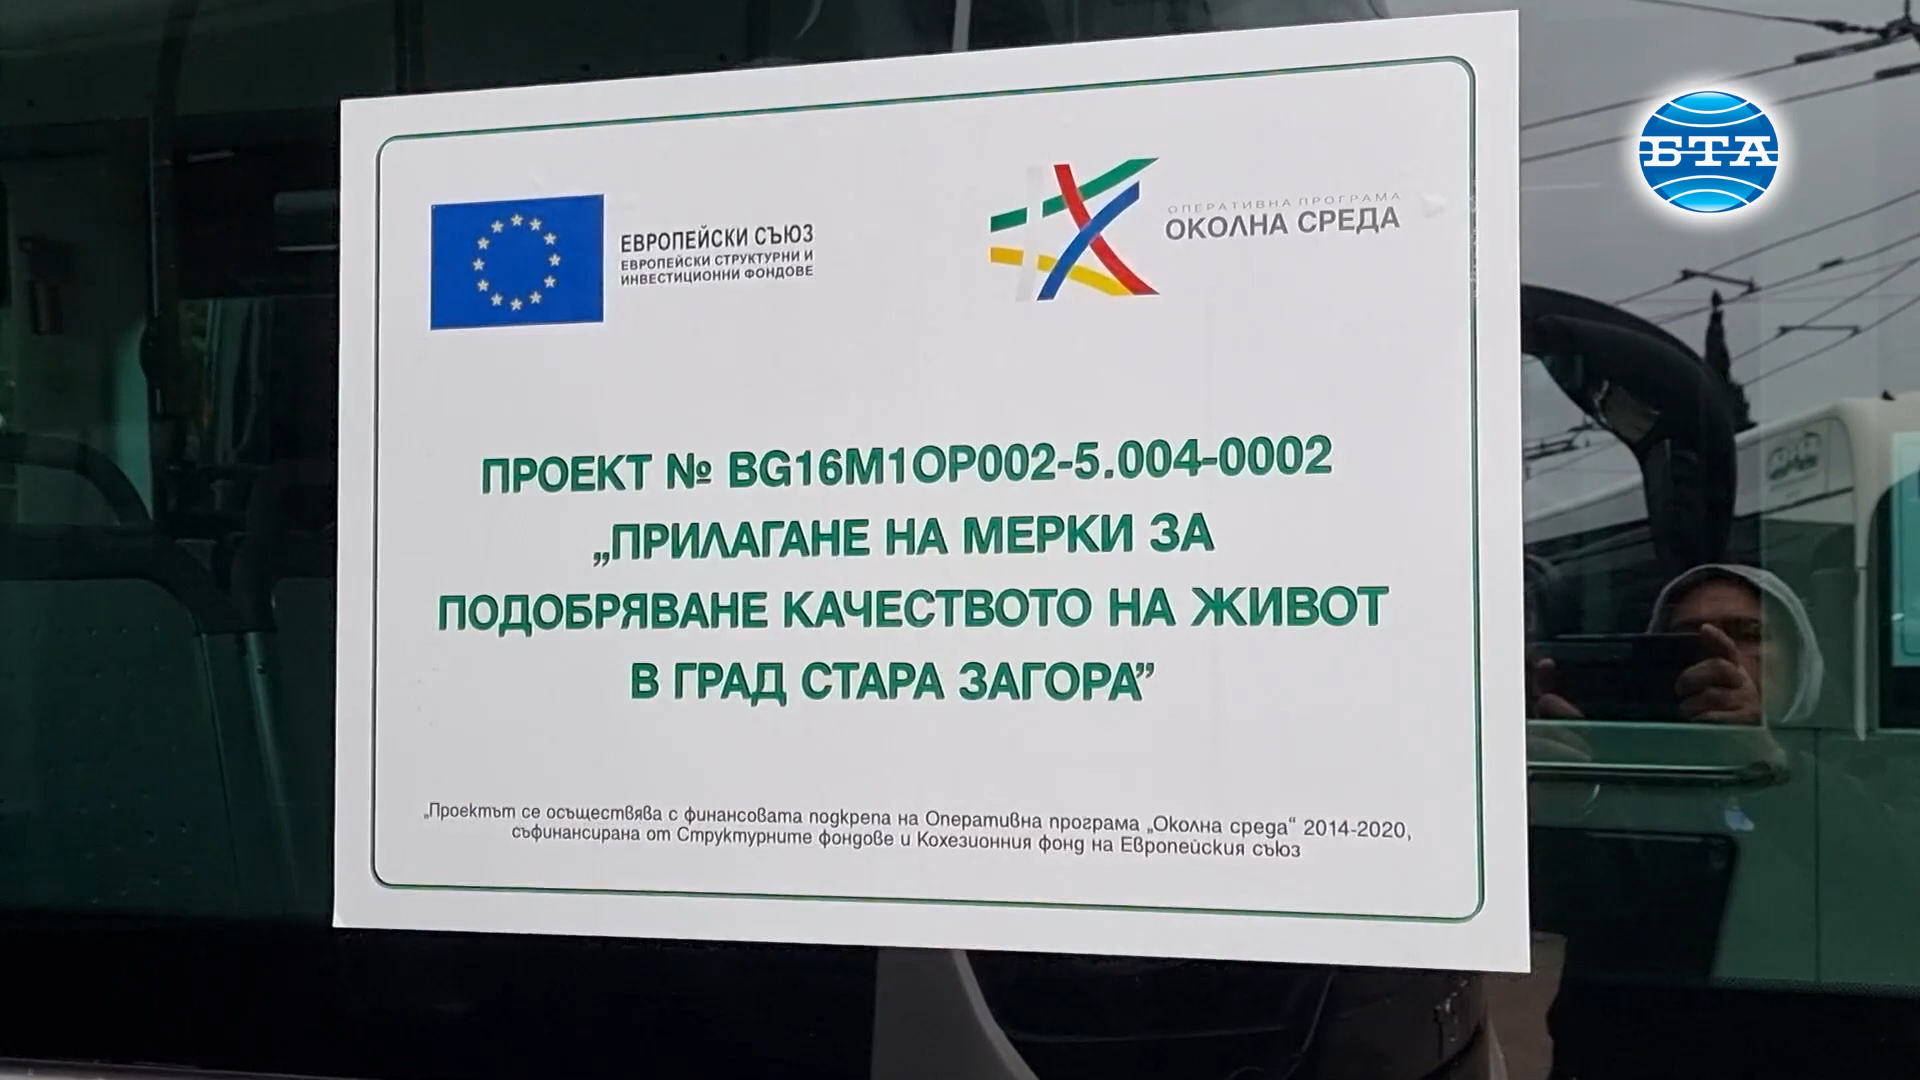 БТА
ЕВРОПЕЙСКИ СЪЮЗ
ЕВРОПЕЙСКИ СТРУКТУРНИ И
ИНВЕСТИЦИОННИ ФОНДОВЕ
ОПЕРАТИВНА ПРОГРАМА
ОКОЛНА СРЕДА
ПРОЕКТ № BG16M1OP002-5.004-0002
„ПРИЛАГАНЕ НА МЕРКИ ЗА
ПОДОБРЯВАНЕ КАЧЕСТВОТО НА ЖИВОТ
В ГРАД СТАРА ЗАГОРА”
„Проектът се осъществява с финансовата подкрепа на Оперативна програма „Околна среда“ 2014-2020,
съфинансирана от Структурните фондове и Кохезионния фонд на Европейския съюз